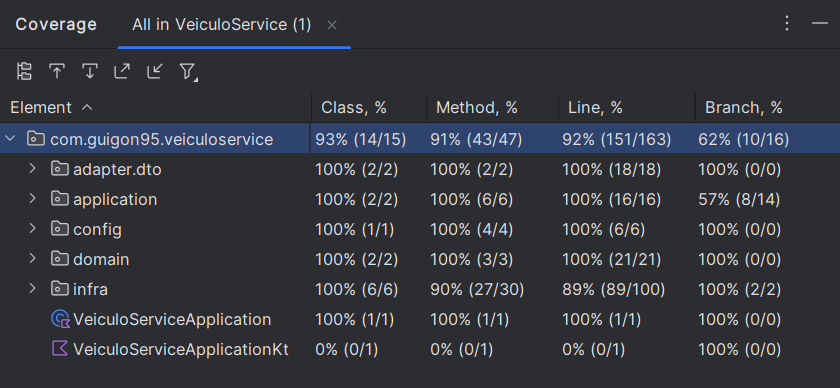 Coverage All in VeiculoService (1)
Element Class, % Method, % Line, % Branch, %
com.guigon95.veiculoservice 93% (14/15) 91% (43/47) 92% (151/163) 62% (10/16)
adapter.dto 100% (2/2) 100% (2/2) 100% (18/18) 100% (0/0)
application 100% (2/2) 100% (6/6) 100% (16/16) 57% (8/14)
config 100% (1/1) 100% (4/4) 100% (6/6) 100% (0/0)
domain 100% (2/2) 100% (3/3) 100% (21/21) 100% (0/0)
infra 100% (6/6) 90% (27/30) 89% (89/100) 100% (2/2)
VeiculoServiceApplication 100% (1/1) 100% (1/1) 100% (1/1) 100% (0/0)
VeiculoServiceApplicationKt 0% (0/1) 0% (0/1) 0% (0/1) 100% (0/0)